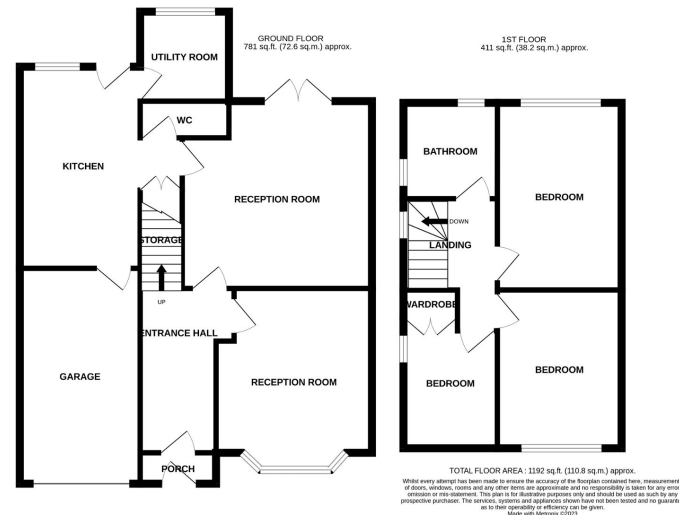 GROUND FLOOR
781 sq.ft. (72.6 sq.m.) approx.
UTILITY ROOM
WC
KITCHEN
RECEPTION ROOM
STORAGE
UP
ENTRANCE HALL
GARAGE
RECEPTION ROOM
PORCH
1ST FLOOR
411 sq.ft. (38.2 sq.m.) approx.
BATHROOM
BEDROOM
DOWN
LANDING
WARDROBE
BEDROOM
BEDROOM
TOTAL FLOOR AREA : 1192 sq.ft. (110.8 sq.m.) approx.
Whilst every attempt has been made to ensure the accuracy of the floorplan contained here, measurement
of doors, windows, rooms and any other items are approximate and no responsibility is taken for any error
omission or mis-statement. This plan is for illustrative purposes only and should be used as such by any
prospective purchaser. The services, systems and appliances shown have not been tested and no guarante
as to their operability or efficiency can be given.
Made with Metropix ©2023